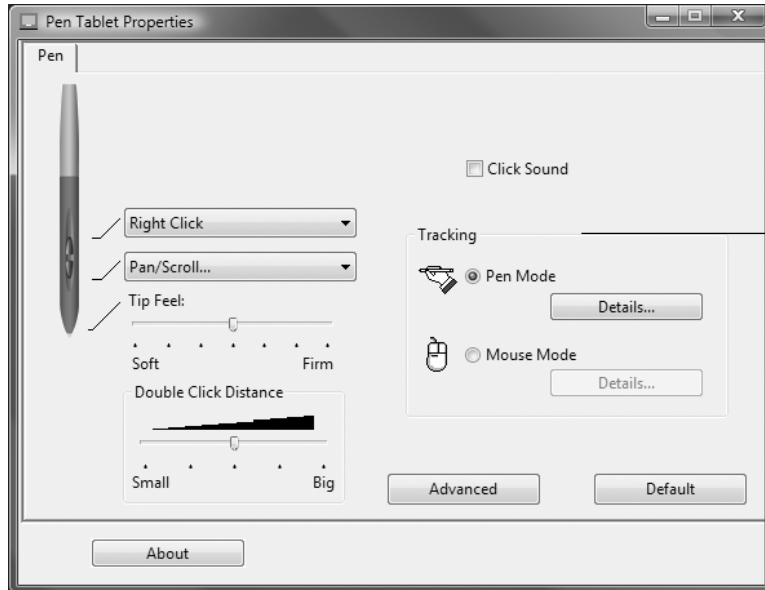 Pen Tablet Properties
Pen
Click Sound
Right Click
Pan/Scroll...
Tip Feel:
Soft Firm
Double Click Distance
Small Big
Tracking
Pen Mode
Details...
Mouse Mode
Details...
Advanced Default
About